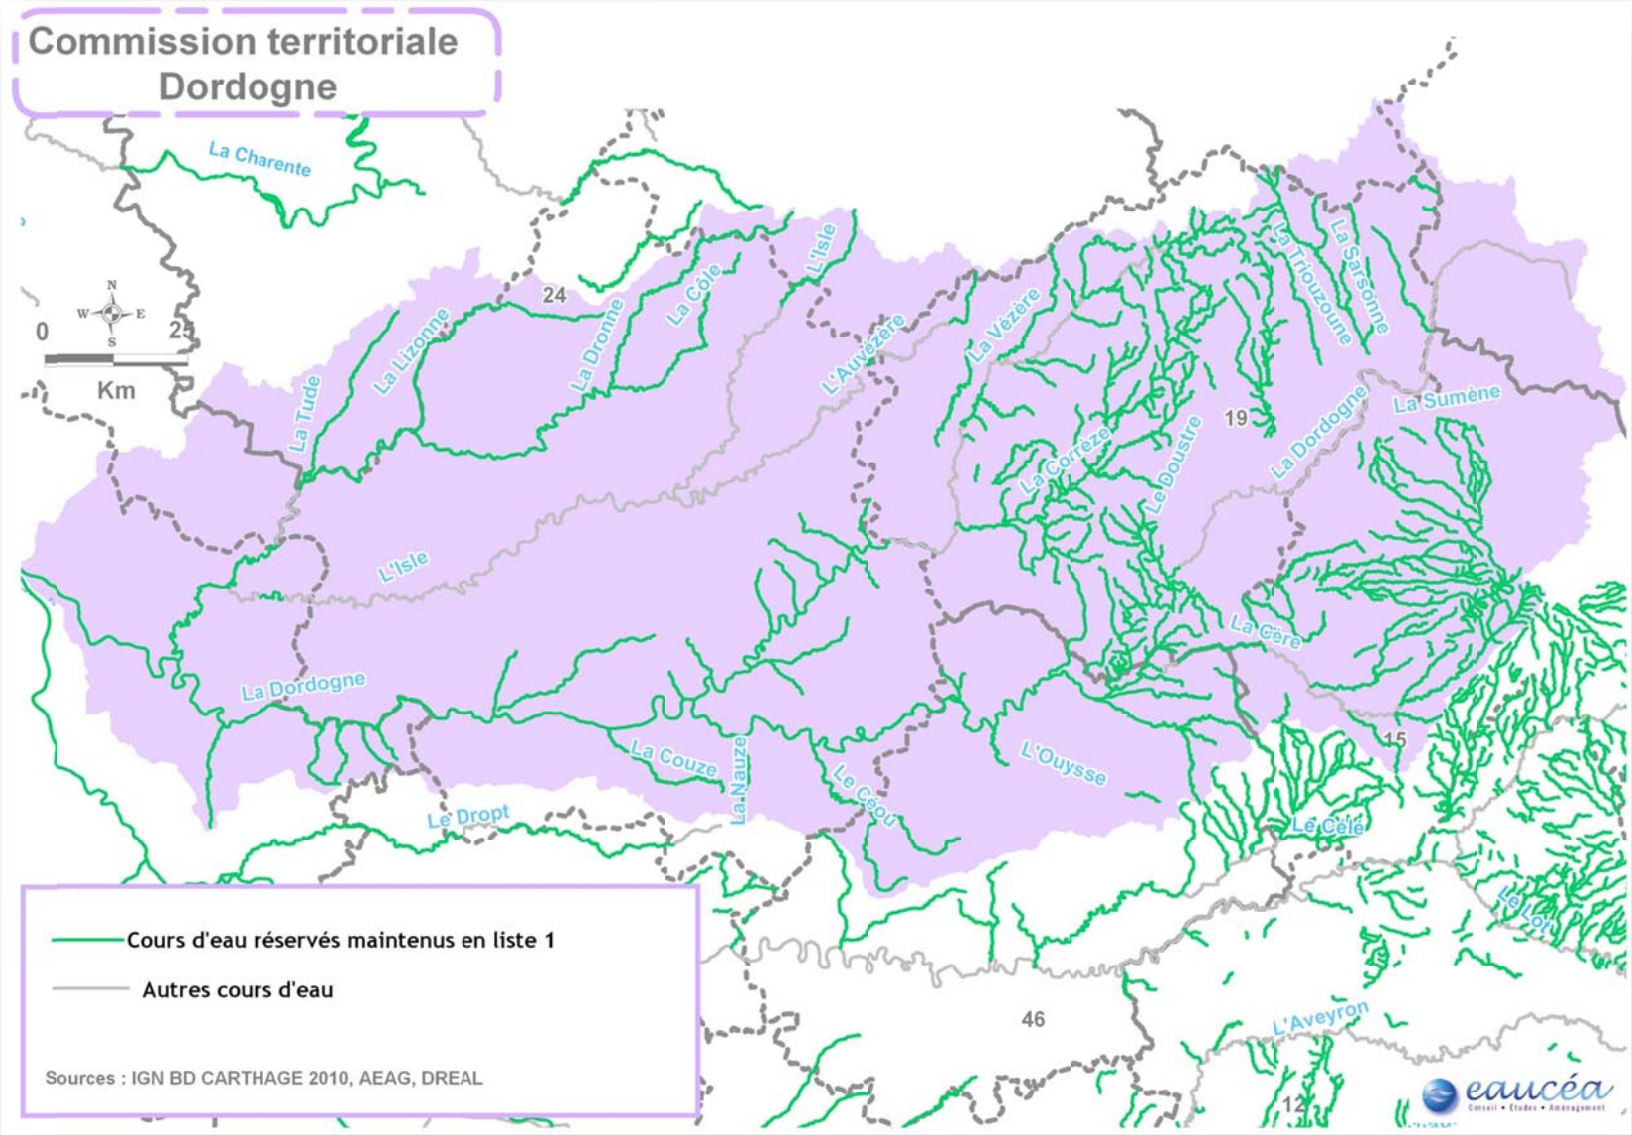 Commission territoriale
Dordogne
La Charente
N
W
E
S
0
25
Km
24
La Tude
La Lizonne
La Dronne
La Côle
L'Isle
L'Auvézère
La Vézère
La Corrèze
Le Doustre
19
La Triouzoune
La Sarsonne
La Dordogne
La Sumène
L'Isle
La Cère
La Dordogne
La Couze
La Nauze
Le Céou
L'Ouysse
15
Le Dropt
Le Célé
Le Lot
Cours d'eau réservés maintenus en liste 1
Autres cours d'eau
46
L'Aveyron
12
Sources : IGN BD CARTHAGE 2010, AEAG, DREAL
eaucéa
Conseil • Etudes • Aménagement